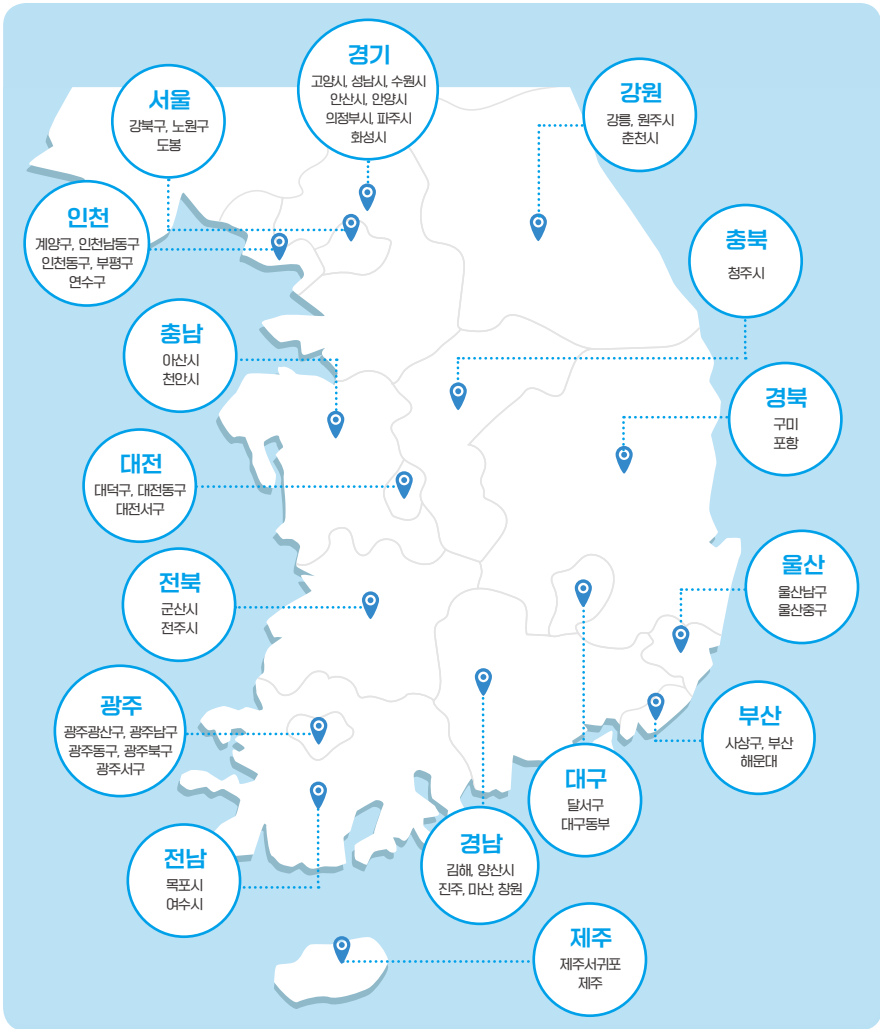 경기
고양시, 성남시, 수원시
안산시, 안양시
의정부시, 파주시
화성시
서울
강북구, 노원구
도봉
강원
강릉, 원주시
춘천시
인천
계양구, 인천남동구
인천동구, 부평구
연수구
충북
청주시
충남
아산시
천안시
경북
구미
포항
대전
대덕구, 대전동구
대전서구
전북
군산시
전주시
울산
울산남구
울산중구
광주
광주광산구, 광주남구
광주동구, 광주북구
광주서구
부산
사상구, 부산
해운대
대구
달서구
대구동부
경남
김해, 양산시
진주, 마산, 창원
전남
목포시
여수시
제주
제주서귀포
제주